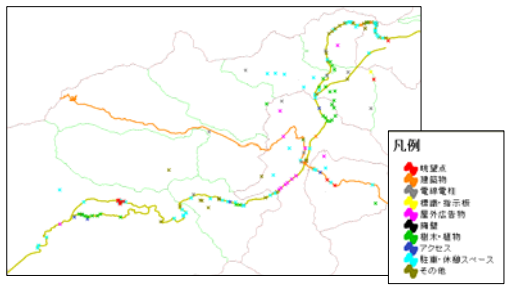 凡例
眺望点
建築物
電線電柱
標識・指示板
屋外広告物
擁壁
樹木・植物
アクセス
駐車・休憩スペース
その他